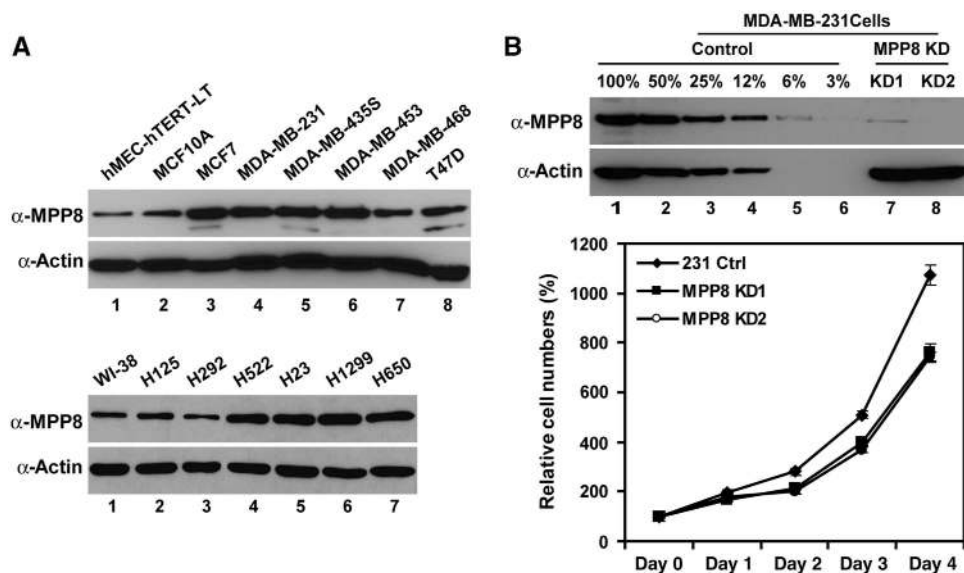 A
hMEC-hTERT-LT
MCF10A
MCF7
MDA-MB-231
MDA-MB-435S
MDA-MB-453
MDA-MB-468
T47D
α-MPP8
α-Actin
1 2 3 4 5 6 7 8
WI-38
H125
H292
H522
H23
H1299
H650
α-MPP8
α-Actin
1 2 3 4 5 6 7
B
MDA-MB-231Cells
Control MPP8 KD
100% 50% 25% 12% 6% 3% KD1 KD2
α-MPP8
α-Actin
1 2 3 4 5 6 7 8
1200
1000
800
600
400
200
0
Relative cell numbers (%)
231 Ctrl
MPP8 KD1
MPP8 KD2
Day 0 Day 1 Day 2 Day 3 Day 4